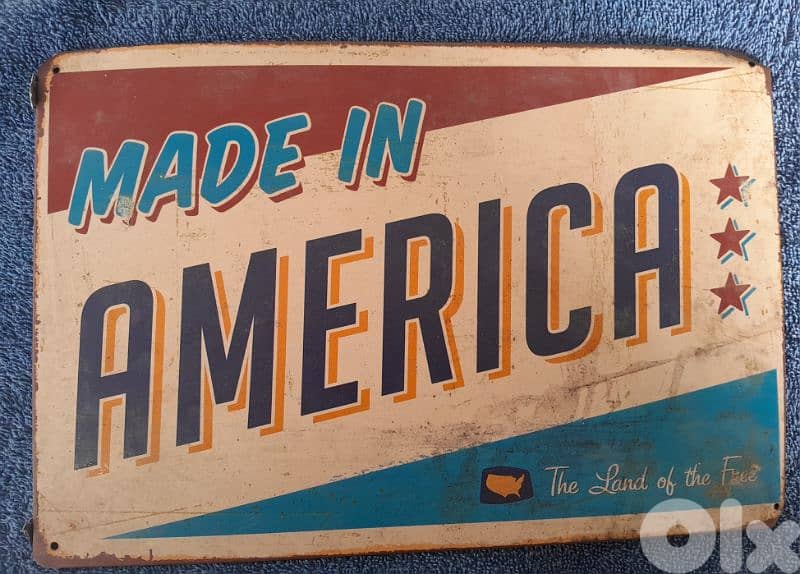 MADE IN
AMERICA
The Land of the Free
Olx